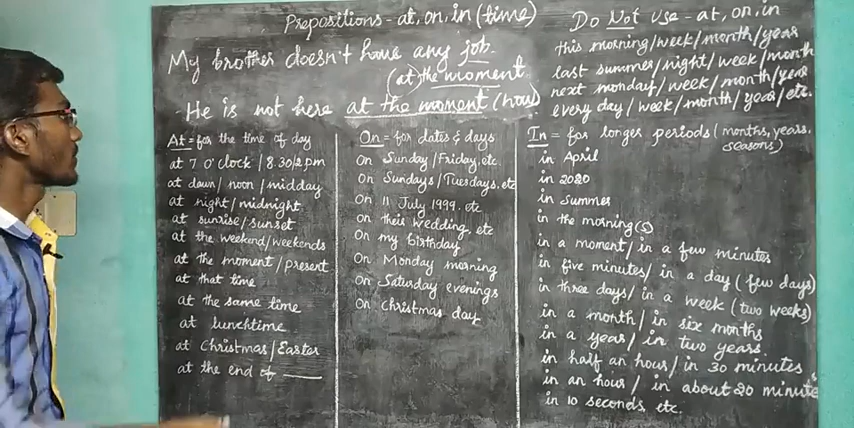 Prepositions - at, on, in (time)
My brother doesn't have any job.
(at) the moment
He is not here at the moment (now)
Do Not Use - at, on, in
this morning/week/month/year
last summer/night/week/month
next monday/week/month/year
every day/week/month/year/etc.
At = for the time of day
at 7 O'clock / 8.30/2 pm
at dawn/noon/midday
at night/midnight
at sunrise/sunset
at the weekend/weekends
at the moment/present
at that time
at the same time
at lunchtime
at Christmas/Easter
at the end of ____
On = for dates & days
On Sunday/Friday, etc.
On Sundays/Tuesdays, etc
On 11 July 1999. etc
on their wedding, etc
On my birthday
On Monday morning
On Saturday evenings
On Christmas day
In = for longer periods (months, years,
seasons)
in April
in 2020
in Summer
in the morning(s)
in a moment/in a few minutes
in five minutes/in a day (few days)
in three days/in a week (two weeks)
in a month/in six months
in a year/in two years.
in half an hour/in 30 minutes
in an hour / in about 20 minutes
in 10 seconds etc.